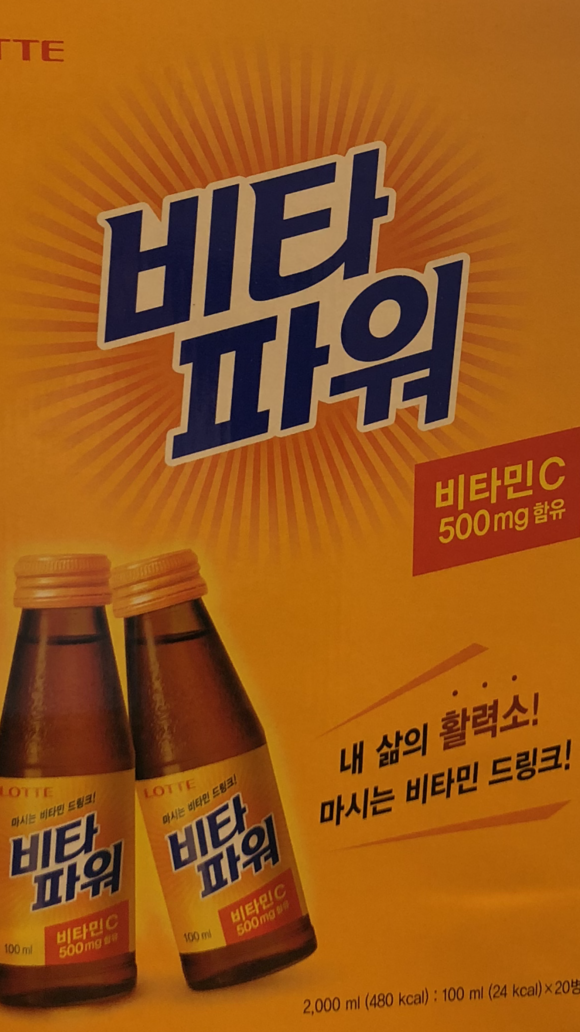 LOTTE
비타
파워
비타민C
500mg 함유
내 삶의 활력소!
마시는 비타민 드링크!
LOTTE
마시는 비타민 드링크!
비타
파워
비타민C
500mg 함유
100 ml
LOTTE
마시는 비타민 드링크!
비타
파워
비타민C
500mg 함유
100 ml
2,000 ml (480 kcal) : 100 ml (24 kcal)×20병